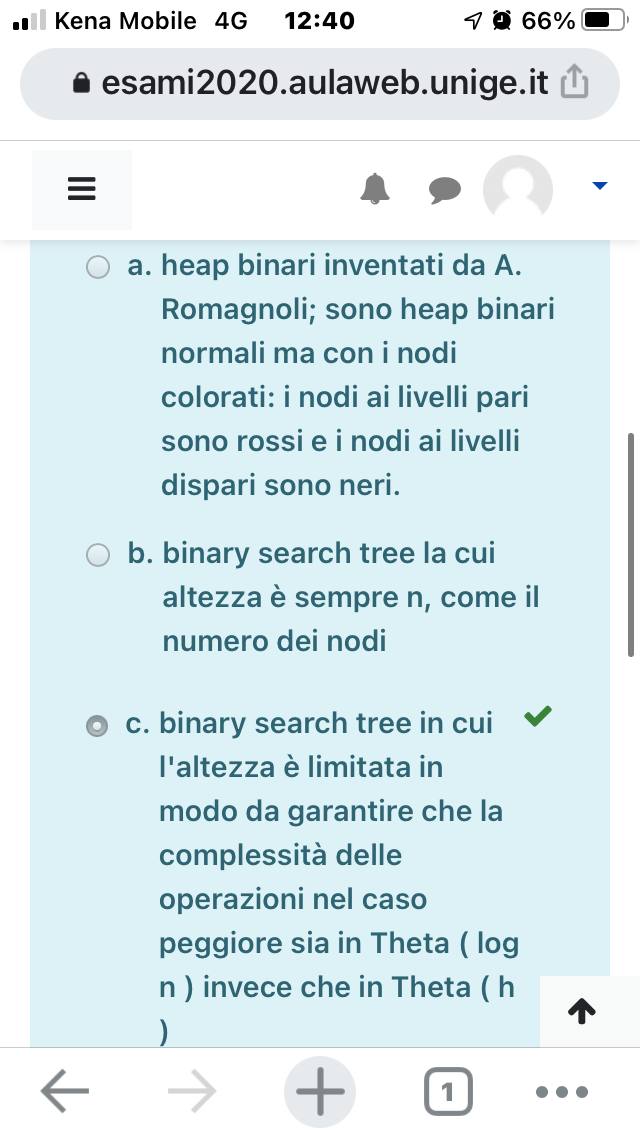 Kena Mobile 4G 12:40 66%
esami2020.aulaweb.unige.it
a. heap binari inventati da A.
Romagnoli; sono heap binari
normali ma con i nodi
colorati: i nodi ai livelli pari
sono rossi e i nodi ai livelli
dispari sono neri.
b. binary search tree la cui
altezza è sempre n, come il
numero dei nodi
c. binary search tree in cui
l'altezza è limitata in
modo da garantire che la
complessità delle
operazioni nel caso
peggiore sia in Theta ( log
n ) invece che in Theta ( h
)
1